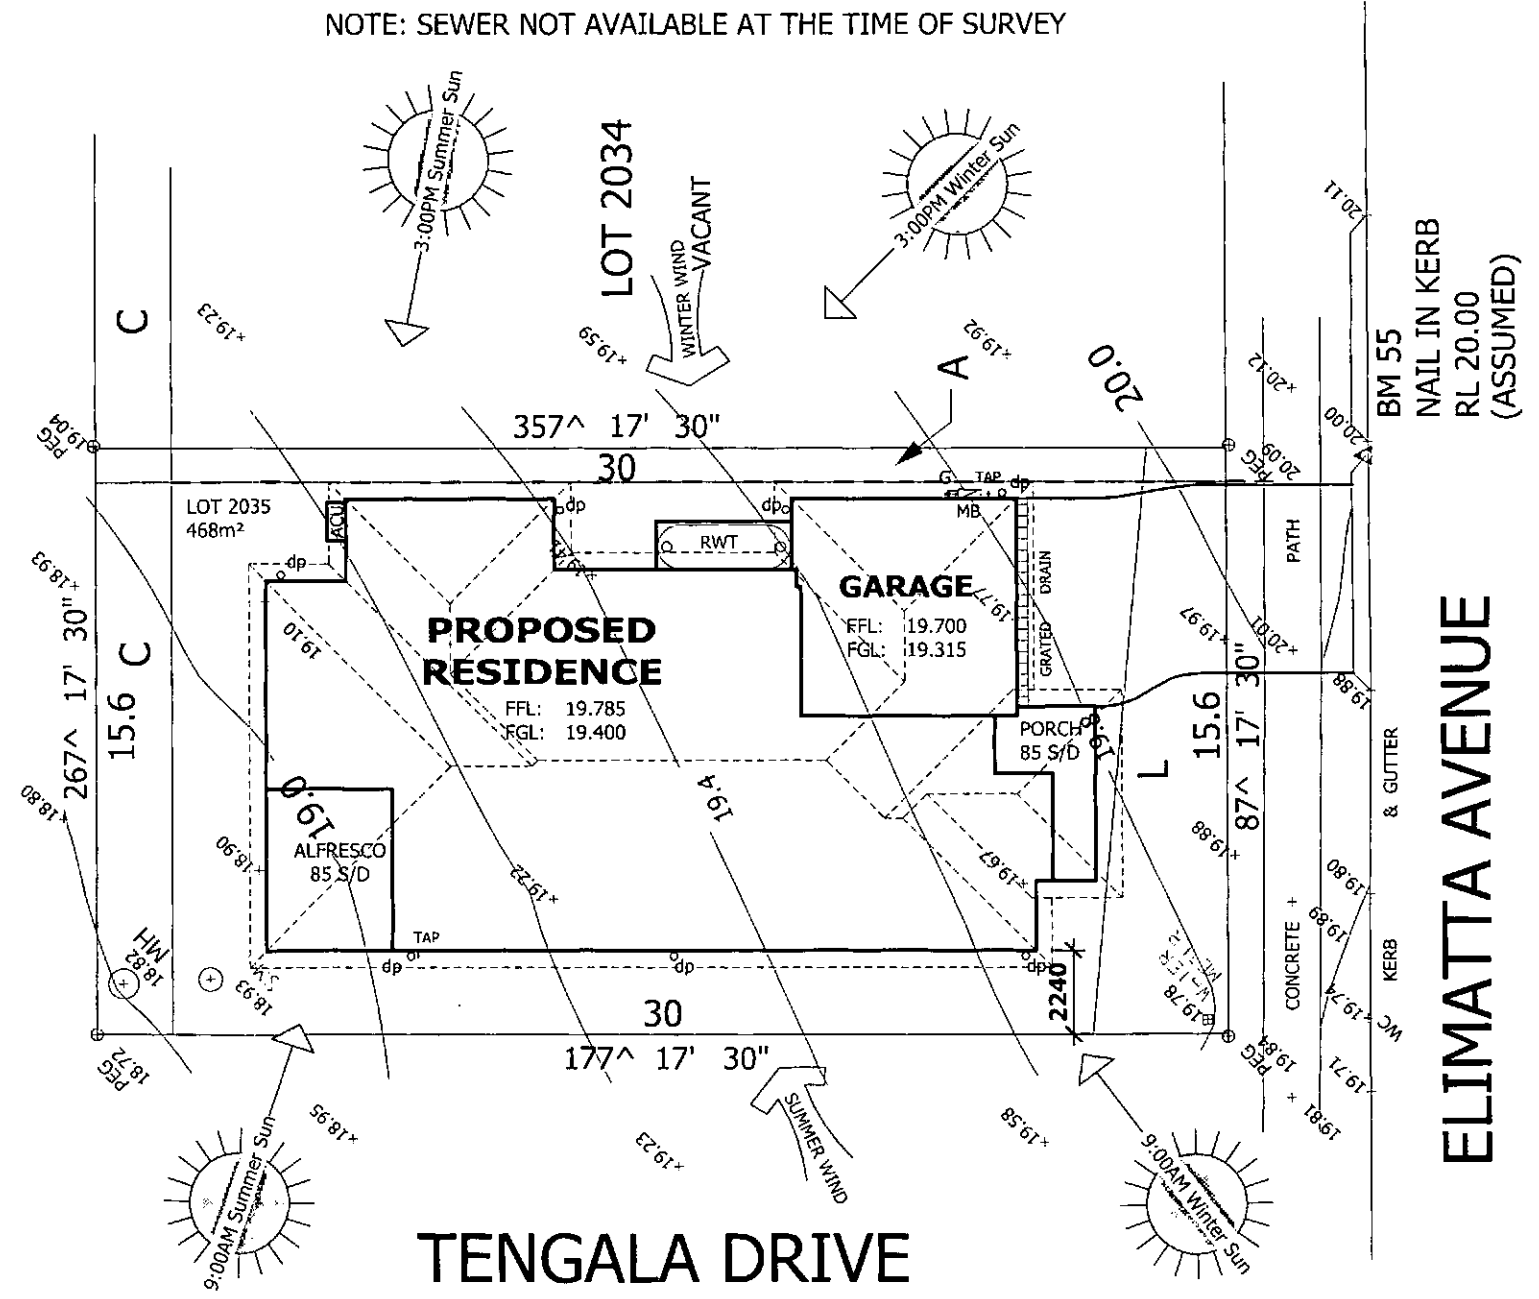 NOTE: SEWER NOT AVAILABLE AT THE TIME OF SURVEY
3:00PM Summer Sun
LOT 2034
VACANT
WINTER WIND
3:00PM Winter Sun
20.11
BM 55
NAIL IN KERB
RL 20.00
(ASSUMED)
C
19.23
19.59
19.92
A
20.0
20.12
20.00
PEG
19.04
357^ 17' 30"
30
PEG
20.09
LOT 2035
468m²
ACU
dp
dp
dp
dp
G
TAP
MB
RWT
PATH
18.93
GARAGE
FFL: 19.700
FGL: 19.315
19.77
GRATED DRAIN
19.97
20.01
19.88
267^ 17' 30"
15.6
C
19.10
PROPOSED
RESIDENCE
FFL: 19.785
FGL: 19.400
PORCH
85 S/D
19.8
L
15.6
87^ 17' 30"
18.80
19.0
19.4
18.90
ALFRESCO
85 S/D
19.22
19.67
19.88
19.80
19.89
KERB & GUTTER
CONCRETE
ELIMATTA AVENUE
MH
18.82
18.93
TAP
dp
dp
dp
2240
19.78
19.74
WC
PEG
18.72
30
177^ 17' 30"
PEG
19.84
19.71
19.81
18.95
19.23
19.58
SUMMER WIND
9:00AM Summer Sun
9:00AM Winter Sun
TENGALA DRIVE